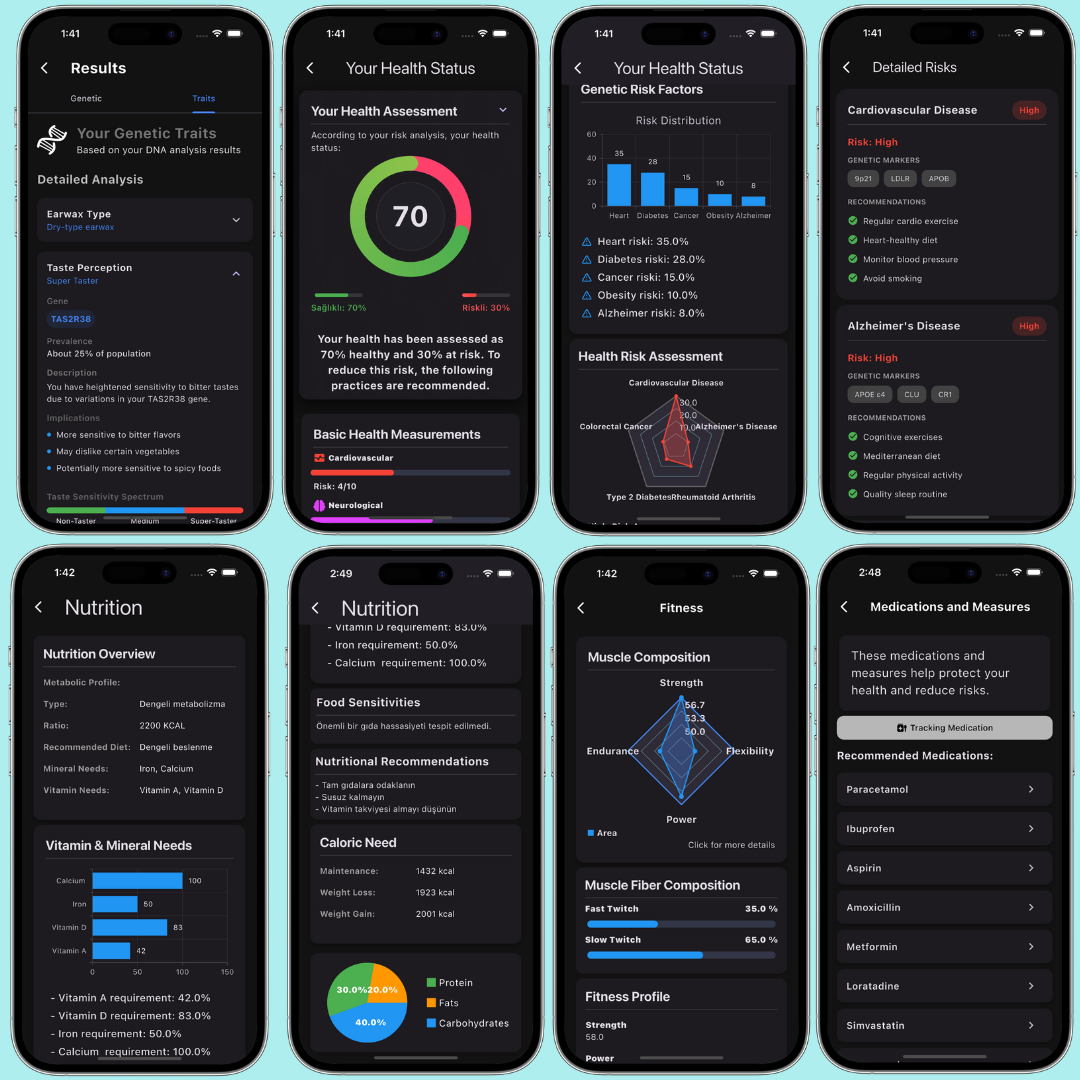 1:41
Results
Genetic
Traits
Your Genetic Traits
Based on your DNA analysis results
Detailed Analysis
Earwax Type
Dry-type earwax
Taste Perception
Super Taster
Gene
TAS2R38
Prevalence
About 25% of population
Description
You have heightened sensitivity to bitter tastes
due to variations in your TAS2R38 gene.
Implications
More sensitive to bitter flavors
May dislike certain vegetables
Potentially more sensitive to spicy foods
Taste Sensitivity Spectrum
Non-Taster Medium Super-Taster
1:41
Your Health Status
Your Health Assessment
According to your risk analysis, your health
status:
70
Sağlıklı: 70%
Riskli: 30%
Your health has been assessed as
70% healthy and 30% at risk. To
reduce this risk, the following
practices are recommended.
Basic Health Measurements
Cardiovascular
Risk: 4/10
Neurological
1:41
Your Health Status
Genetic Risk Factors
Risk Distribution
60
40
20
0
35
28
15
10
8
Heart Diabetes Cancer Obesity Alzheimer
Heart riski: 35.0%
Diabetes riski: 28.0%
Cancer riski: 15.0%
Obesity riski: 10.0%
Alzheimer riski: 8.0%
Health Risk Assessment
Cardiovascular Disease
30.0
20.0
10.0
Colorectal Cancer
Alzheimer's Disease
Type 2 Diabetes
Rheumatoid Arthritis
1:41
Detailed Risks
Cardiovascular Disease
High
Risk: High
GENETIC MARKERS
9p21 LDLR APOB
RECOMMENDATIONS
Regular cardio exercise
Heart-healthy diet
Monitor blood pressure
Avoid smoking
Alzheimer's Disease
High
Risk: High
GENETIC MARKERS
APOE ε4 CLU CR1
RECOMMENDATIONS
Cognitive exercises
Mediterranean diet
Regular physical activity
Quality sleep routine
1:42
Nutrition
Nutrition Overview
Metabolic Profile:
Type: Dengeli metabolizma
Ratio: 2200 KCAL
Recommended Diet: Dengeli beslenme
Mineral Needs: Iron, Calcium
Vitamin Needs: Vitamin A, Vitamin D
Vitamin & Mineral Needs
Calcium 100
Iron 50
Vitamin D 83
Vitamin A 42
0 50 100 150
- Vitamin A requirement: 42.0%
- Vitamin D requirement: 83.0%
- Iron requirement: 50.0%
- Calcium requirement: 100.0%
2:49
Nutrition
- Vitamin D requirement: 83.0%
- Iron requirement: 50.0%
- Calcium requirement: 100.0%
Food Sensitivities
Önemli bir gıda hassasiyeti tespit edilmedi.
Nutritional Recommendations
- Tam gıdalara odaklanın
- Susuz kalmayın
- Vitamin takviyesi almayı düşünün
Caloric Need
Maintenance: 1432 kcal
Weight Loss: 1923 kcal
Weight Gain: 2001 kcal
30.0%
20.0%
40.0%
Protein
Fats
Carbohydrates
1:42
Fitness
Muscle Composition
Strength
56.7
53.3
50.0
Endurance
Flexibility
Power
Area
Click for more details
Muscle Fiber Composition
Fast Twitch 35.0 %
Slow Twitch 65.0 %
Fitness Profile
Strength
58.0
Power
2:48
Medications and Measures
These medications and
measures help protect your
health and reduce risks.
Tracking Medication
Recommended Medications:
Paracetamol
Ibuprofen
Aspirin
Amoxicillin
Metformin
Loratadine
Simvastatin